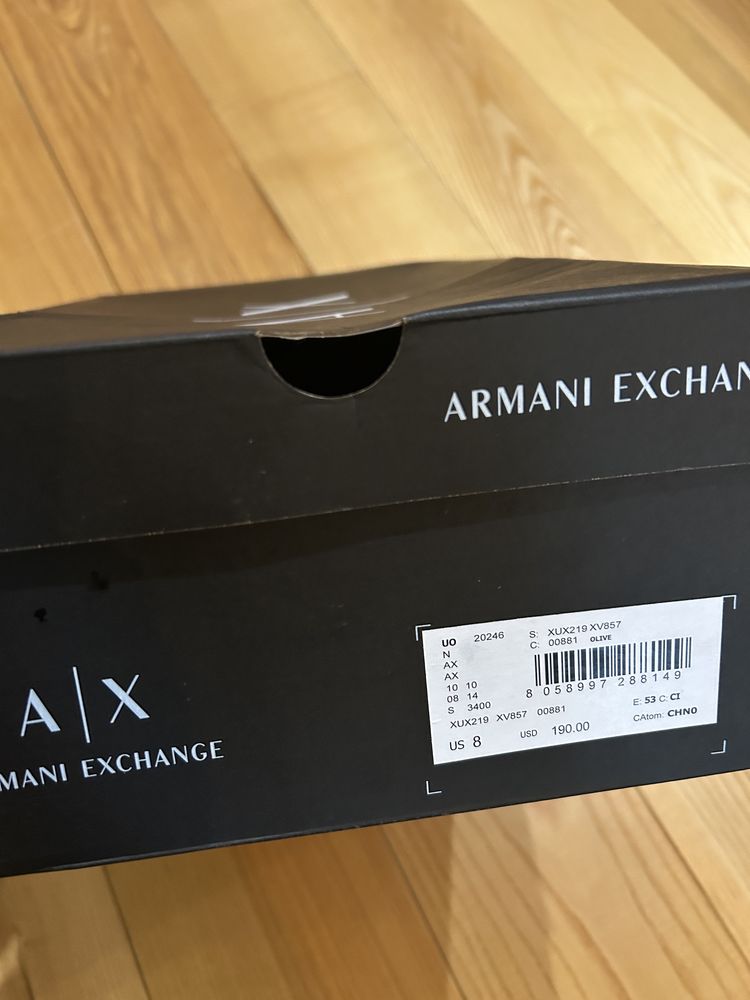 ARMANI EXCHAN
A|X
MANI EXCHANGE
UO 20246 S: XUX219 XV857
N C: 00881 OLIVE
AX
AX
10 10
08 14 8 058997 288149
S 3400
XUX219 XV857 00881 E: 53 C: CI
US 8 USD 190.00 CAtom: CHN0